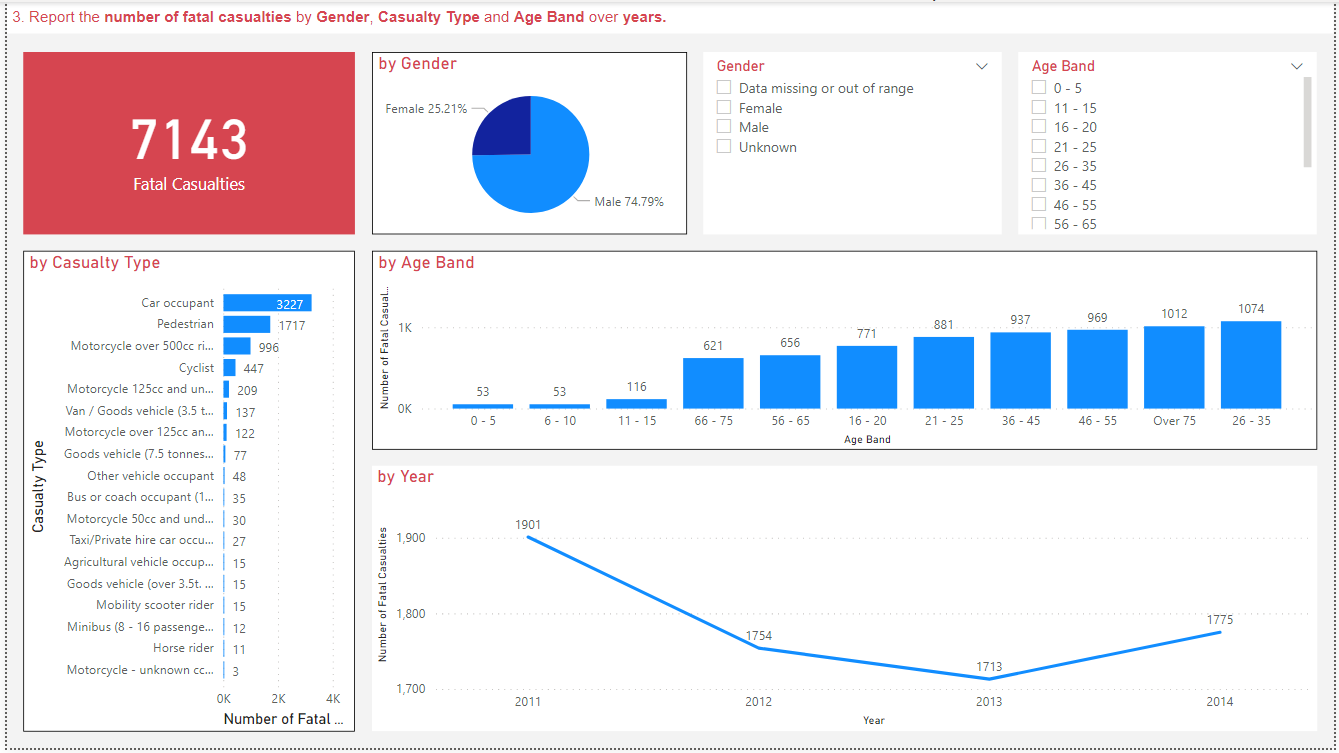 3. Report the number of fatal casualties by Gender, Casualty Type and Age Band over years.
7143
Fatal Casualties
by Gender
Female 25.21%
Male 74.79%
Gender
Data missing or out of range
Female
Male
Unknown
Age Band
0 - 5
11 - 15
16 - 20
21 - 25
26 - 35
36 - 45
46 - 55
56 - 65
by Casualty Type
Casualty Type
Car occupant 3227
Pedestrian 1717
Motorcycle over 500cc ri... 996
Cyclist 447
Motorcycle 125cc and un... 209
Van / Goods vehicle (3.5 t... 137
Motorcycle over 125cc an... 122
Goods vehicle (7.5 tonnes... 77
Other vehicle occupant 48
Bus or coach occupant (1... 35
Motorcycle 50cc and und... 30
Taxi/Private hire car occu... 27
Agricultural vehicle occup... 15
Goods vehicle (over 3.5t. ... 15
Mobility scooter rider 15
Minibus (8 - 16 passenge... 12
Horse rider 11
Motorcycle - unknown cc... 3
0K 2K 4K
Number of Fatal ...
by Age Band
Number of Fatal Casual...
1K
0K
53 53 116 621 656 771 881 937 969 1012 1074
0 - 5 6 - 10 11 - 15 66 - 75 56 - 65 16 - 20 21 - 25 36 - 45 46 - 55 Over 75 26 - 35
Age Band
by Year
Number of Fatal Casualties
1,900
1,800
1,700
1901 1754 1713 1775
2011 2012 2013 2014
Year